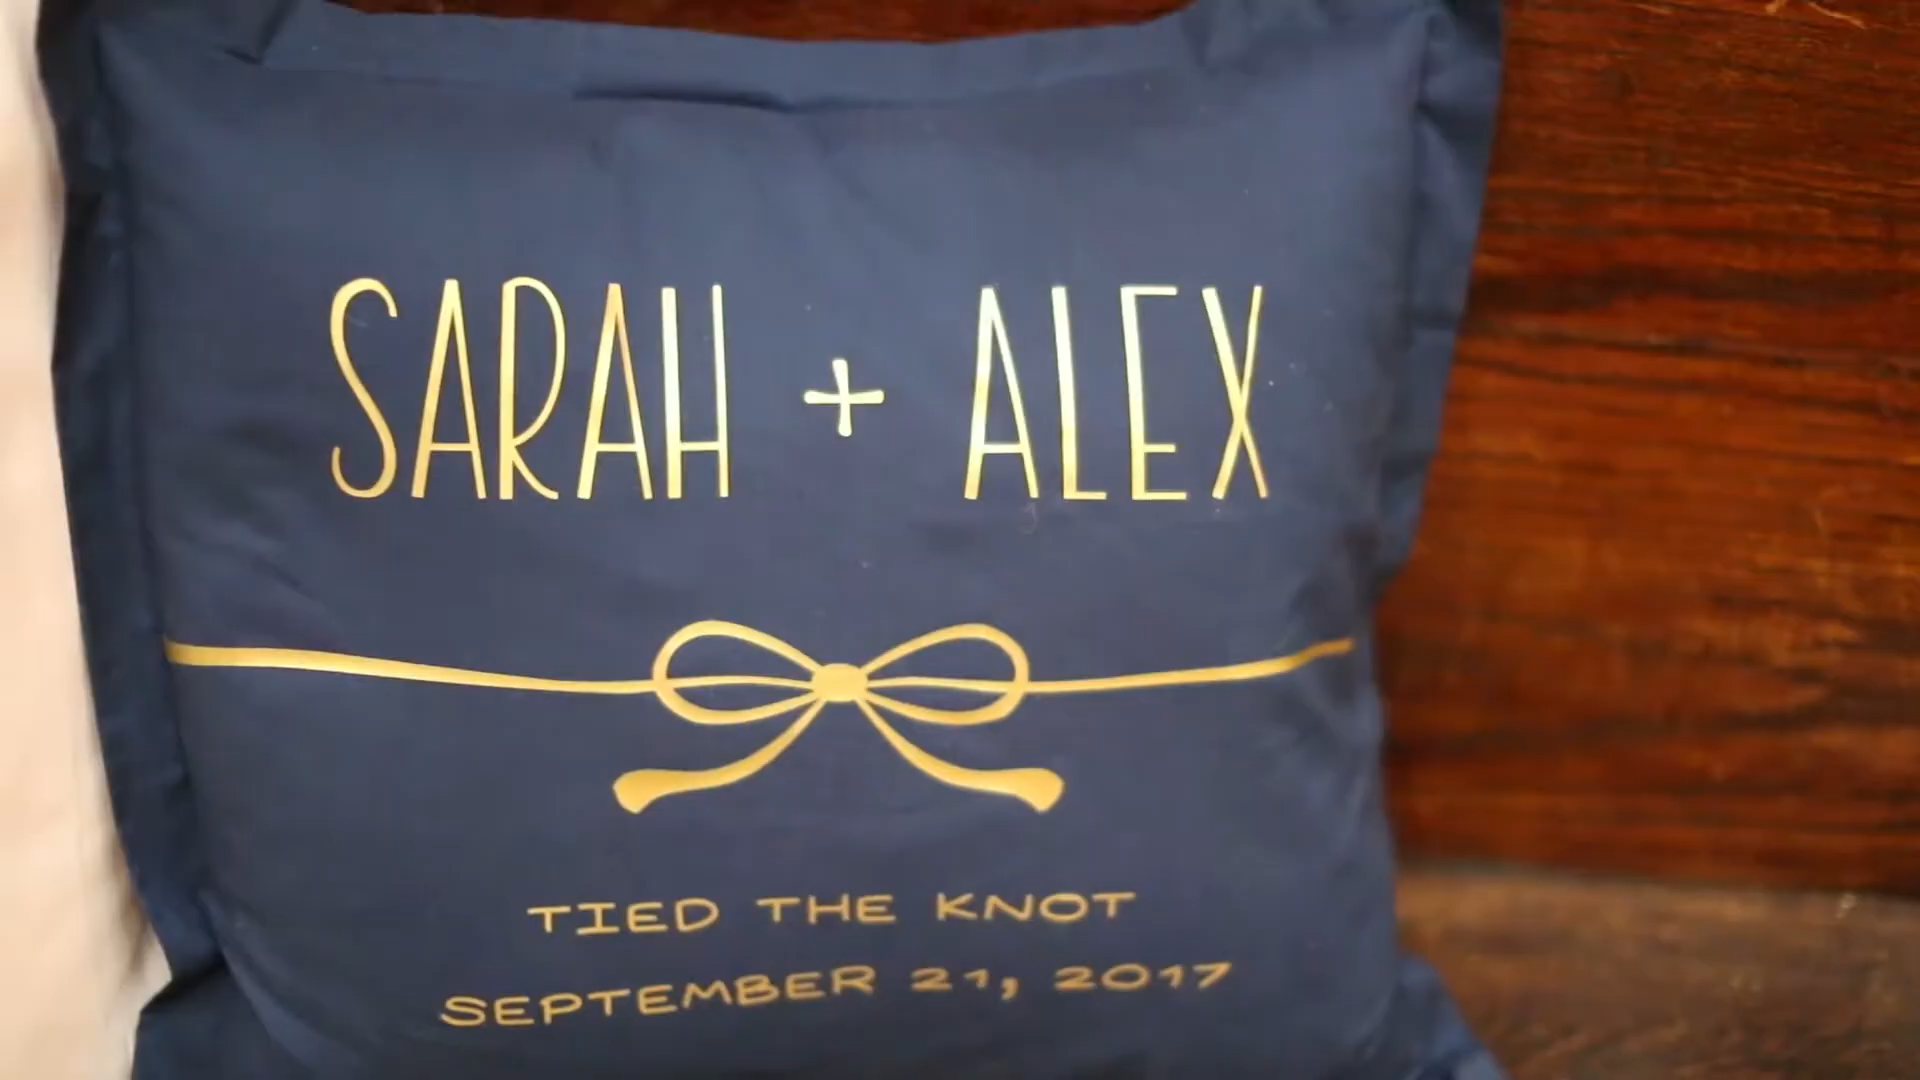 SARAH + ALEX
TIED THE KNOT
SEPTEMBER 21, 2017